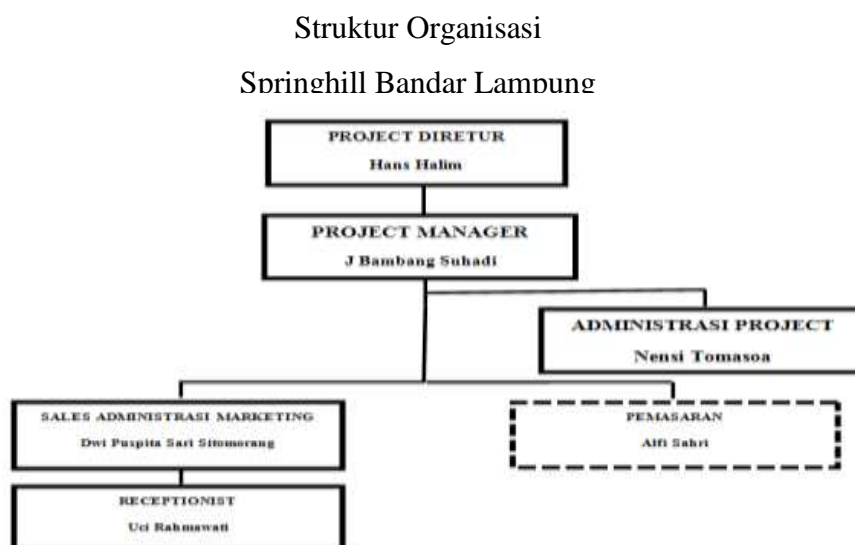 Struktur Organisasi
Springhill Bandar Lampung
PROJECT DIRETUR
Hans Halim
PROJECT MANAGER
J Bambang Suhadi
ADMINISTRASI PROJECT
Nensi Tomasoa
SALES ADMINISTRASI MARKETING
Dwi Puspita Sari Sitomorang
PEMASARAN
Alfi Sahri
RECEPTIONIST
Uci Rahmawati